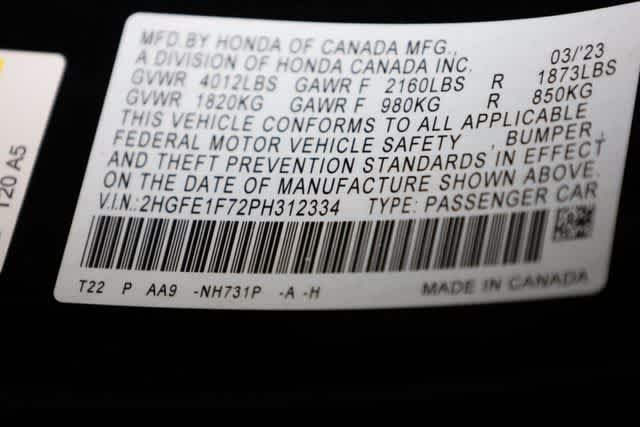 MFD.BY HONDA OF CANADA MFG.,
A DIVISION OF HONDA CANADA INC. 03/'23
GVWR 4012LBS GAWR F 2160LBS R 1873LBS
GVWR 1820KG GAWR F 980KG R 850KG
THIS VEHICLE CONFORMS TO ALL APPLICABLE
FEDERAL MOTOR VEHICLE SAFETY , BUMPER ,
AND THEFT PREVENTION STANDARDS IN EFFECT
ON THE DATE OF MANUFACTURE SHOWN ABOVE.
V.I.N.:2HGFE1F72PH312334 TYPE: PASSENGER CAR
T22 P AA9 -NH731P -A -H MADE IN CANADA
120 A5